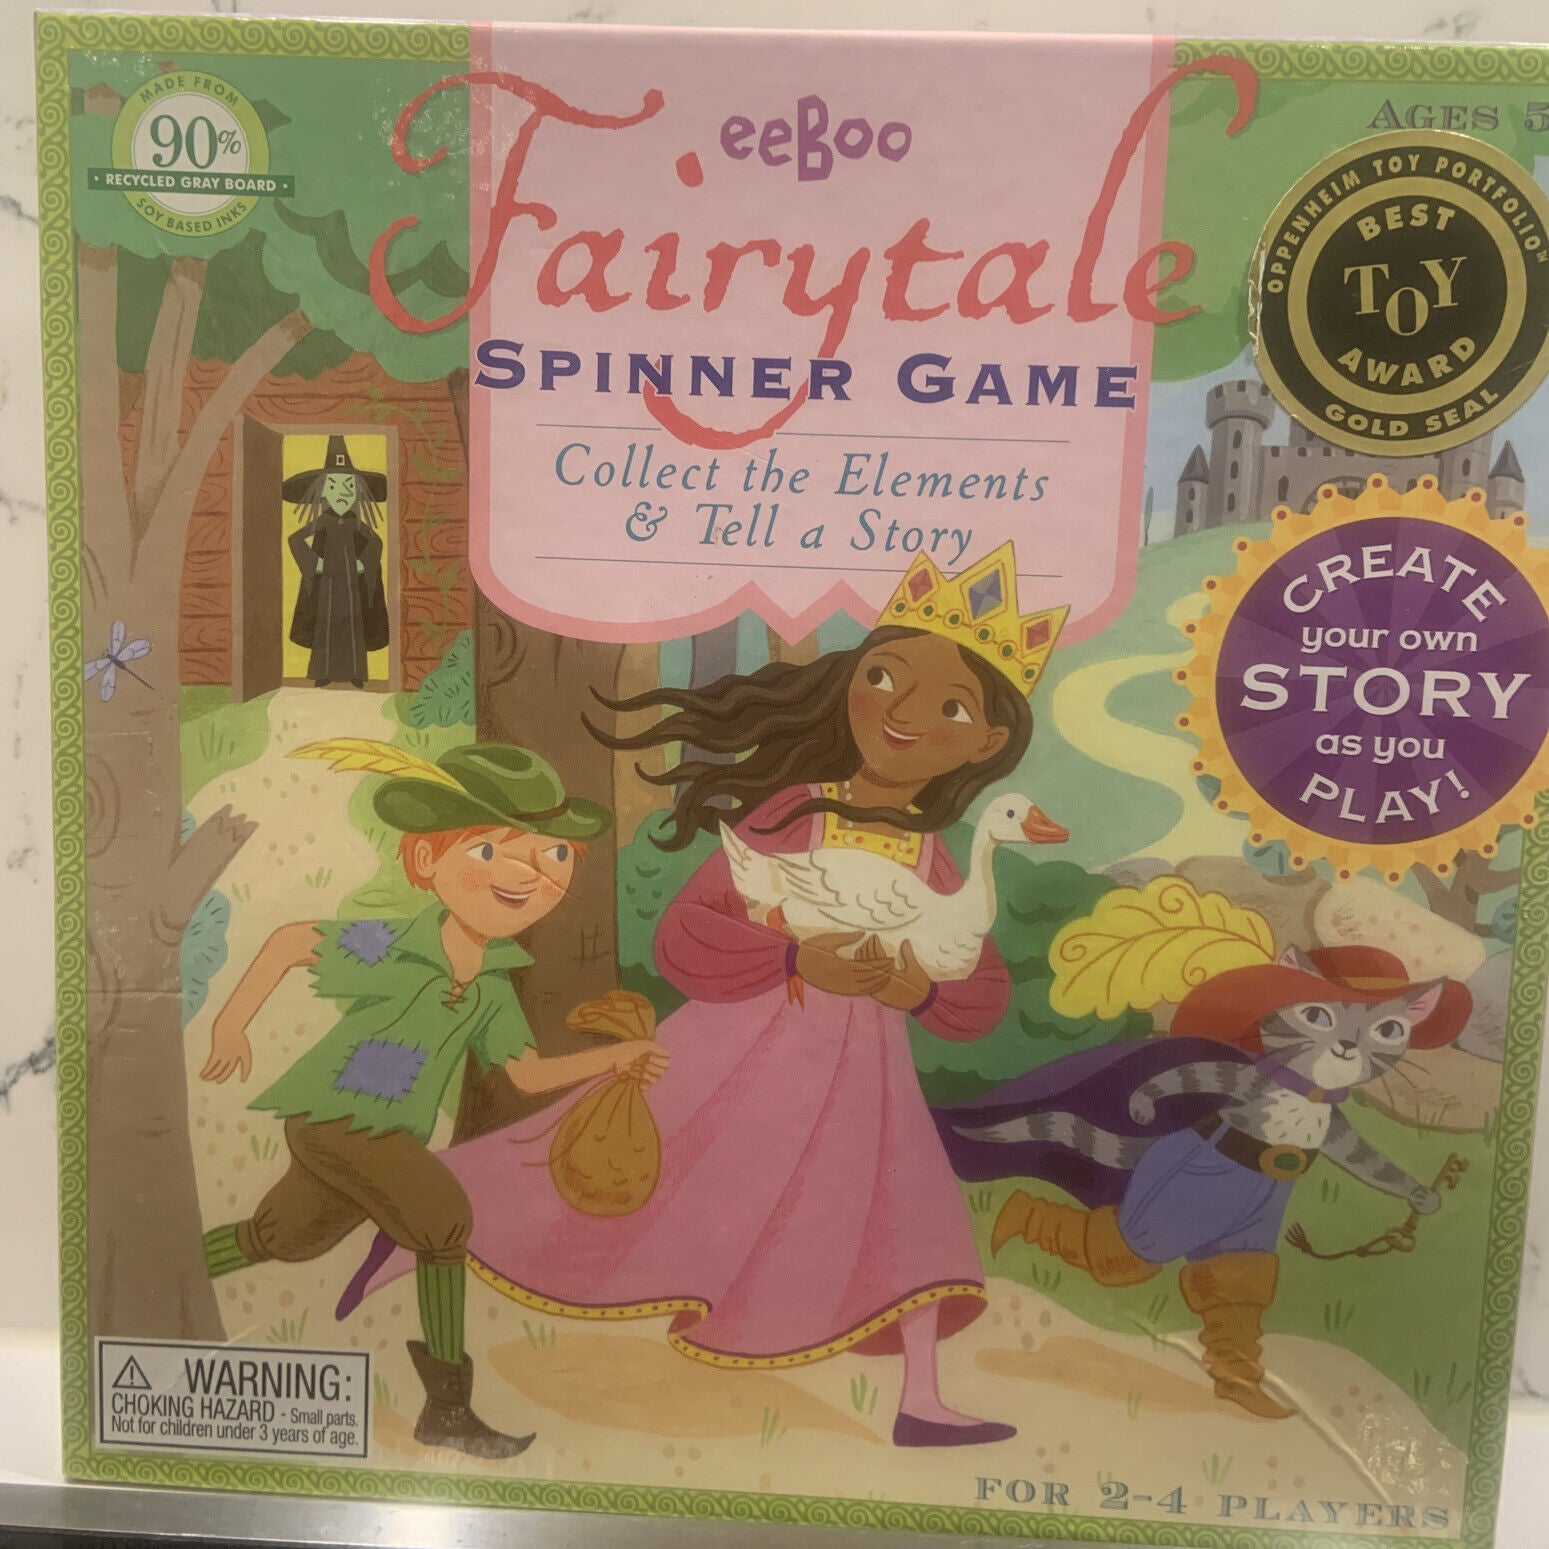 MADE FROM
90%
• RECYCLED GRAY BOARD •
SOY BASED INKS
eeBoo
AGES 5
Fairytale
SPINNER GAME
Collect the Elements
& Tell a Story
OPPENHEIM TOY PORTFOLIO™
BEST
TOY
AWARD
GOLD SEAL
CREATE
your own
STORY
as you
PLAY!
⚠ WARNING:
CHOKING HAZARD - Small parts.
Not for children under 3 years of age.
FOR 2-4 PLAYERS